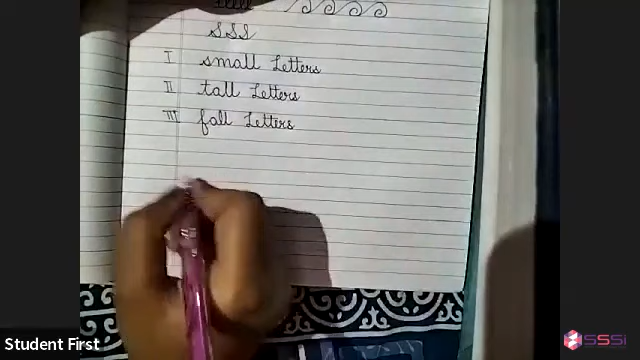 SSS
I small Letters
II tall Letters
III fall Letters
Student First
SSSi